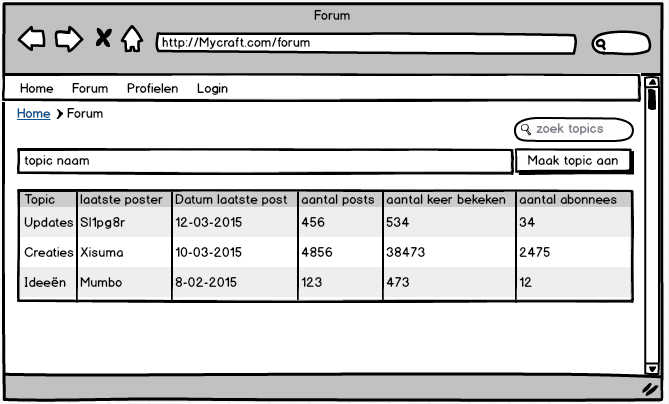 Forum
http://Mycraft.com/forum
Home Forum Profielen Login
Home > Forum
zoek topics
topic naam Maak topic aan
Topic laatste poster Datum laatste post aantal posts aantal keer bekeken aantal abonnees
Updates Sl1pg8r 12-03-2015 456 534 34
Creaties Xisuma 10-03-2015 4856 38473 2475
Ideeën Mumbo 8-02-2015 123 473 12